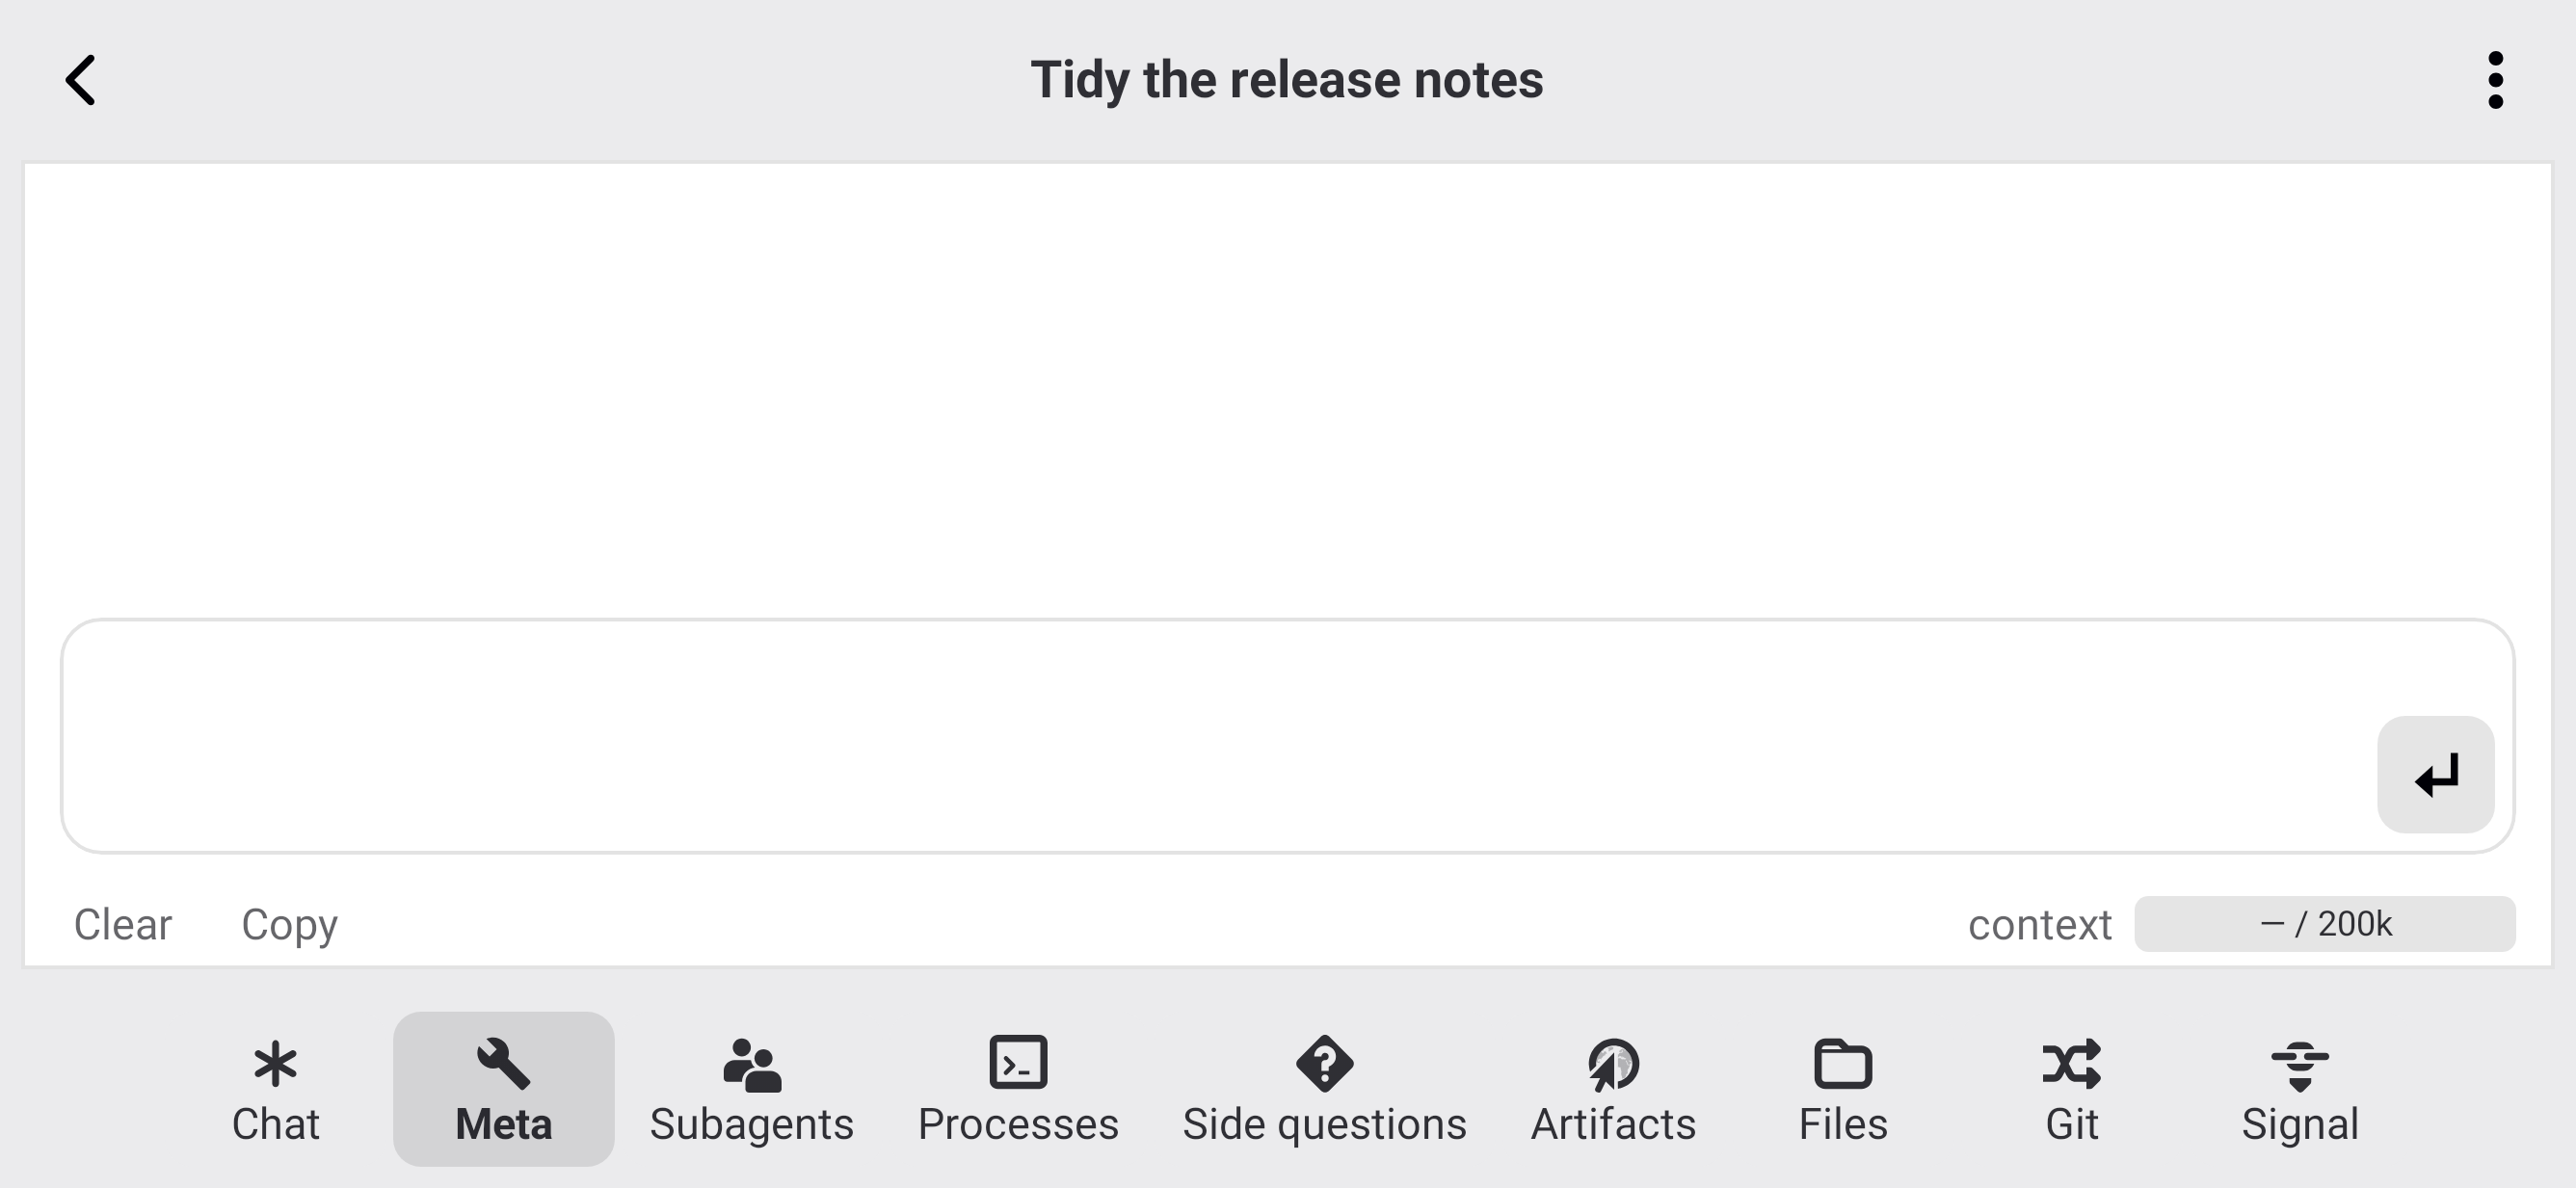 Tidy the release notes
Clear Copy context — / 200k
Chat Meta Subagents Processes Side questions Artifacts Files Git Signal